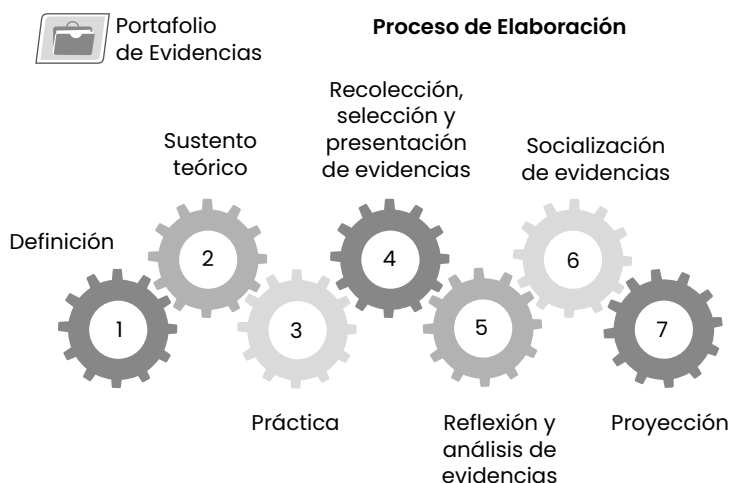 Portafolio
de Evidencias
Proceso de Elaboración
Definición
1
Sustento
teórico
2
3
Práctica
Recolección,
selección y
presentación
de evidencias
4
5
Reflexión y
análisis de
evidencias
Socialización
de evidencias
6
7
Proyección